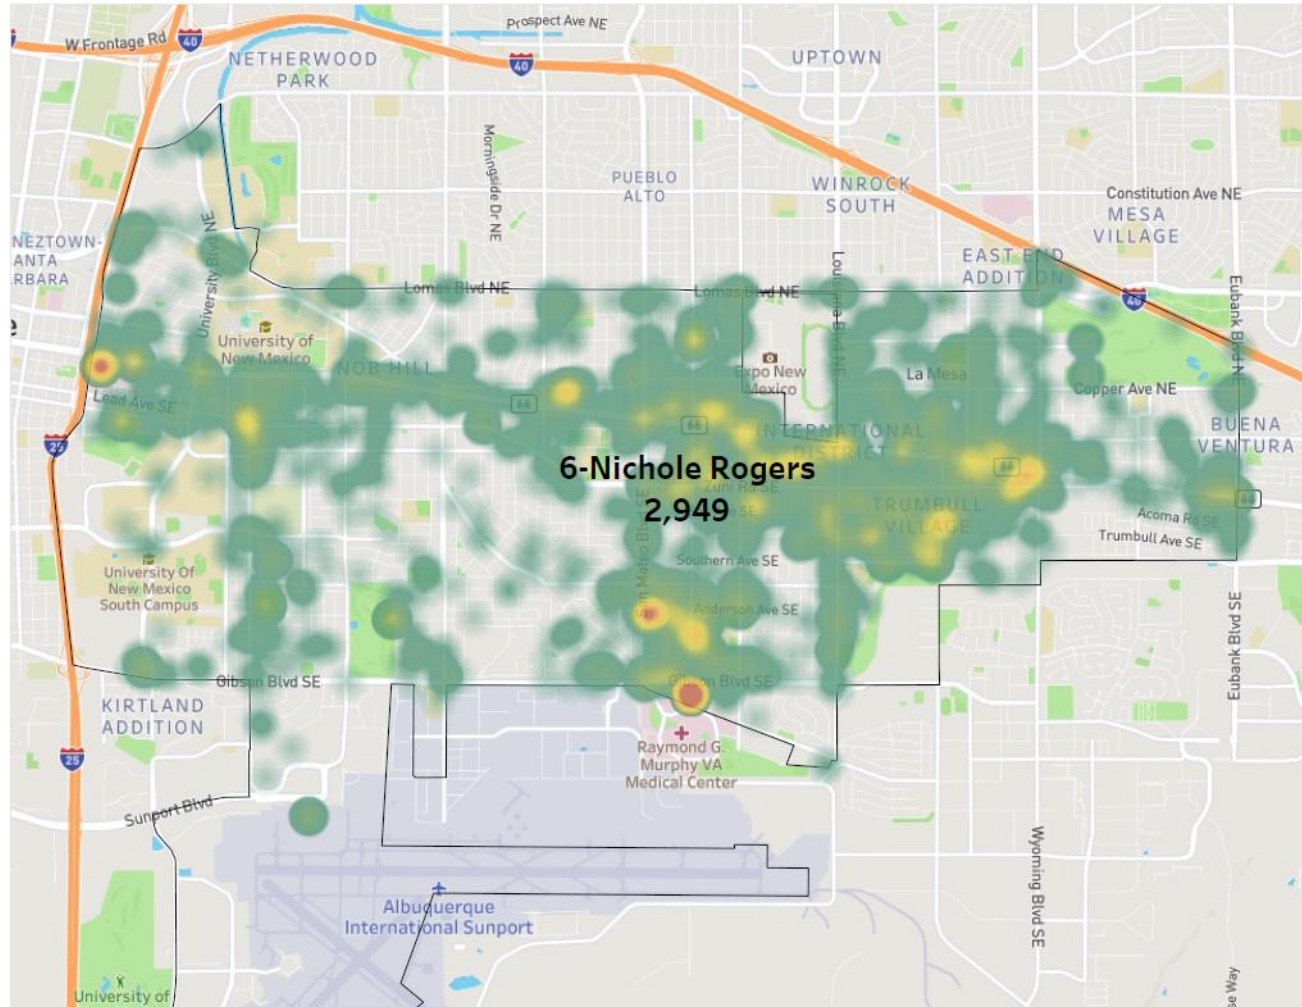 Prospect Ave NE
W Frontage Rd
40
40
NETHERWOOD
PARK
UPTOWN
Morningside Dr NE
PUEBLO
ALTO
WINROCK
SOUTH
Constitution Ave NE
MESA
VILLAGE
NEZTOWN-
ANTA
RBARA
University Blvd NE
EAST END
ADDITION
Lomas Blvd NE
Lomas Blvd NE
Louisiana Blvd NE
40
Eubank Blvd NE
e
University of
New Mexico
NOB HILL
Expo New
Mexico
La Mesa
Copper Ave NE
Lead Ave SE
66
66
INTERNATIONAL
DISTRICT
BUENA
VENTURA
25
6-Nichole Rogers
2,949
66
66
Zuni Rd SE
San Mateo Blvd SE
TRUMBULL
VILLAGE
Acoma Rd SE
Trumbull Ave SE
Southern Ave SE
University Of
New Mexico
South Campus
Anderson Ave SE
Eubank Blvd SE
Gibson Blvd SE
Gibson Blvd SE
KIRTLAND
ADDITION
25
Raymond G.
Murphy VA
Medical Center
Sunport Blvd
Wyoming Blvd SE
Albuquerque
International Sunport
University of
se Way